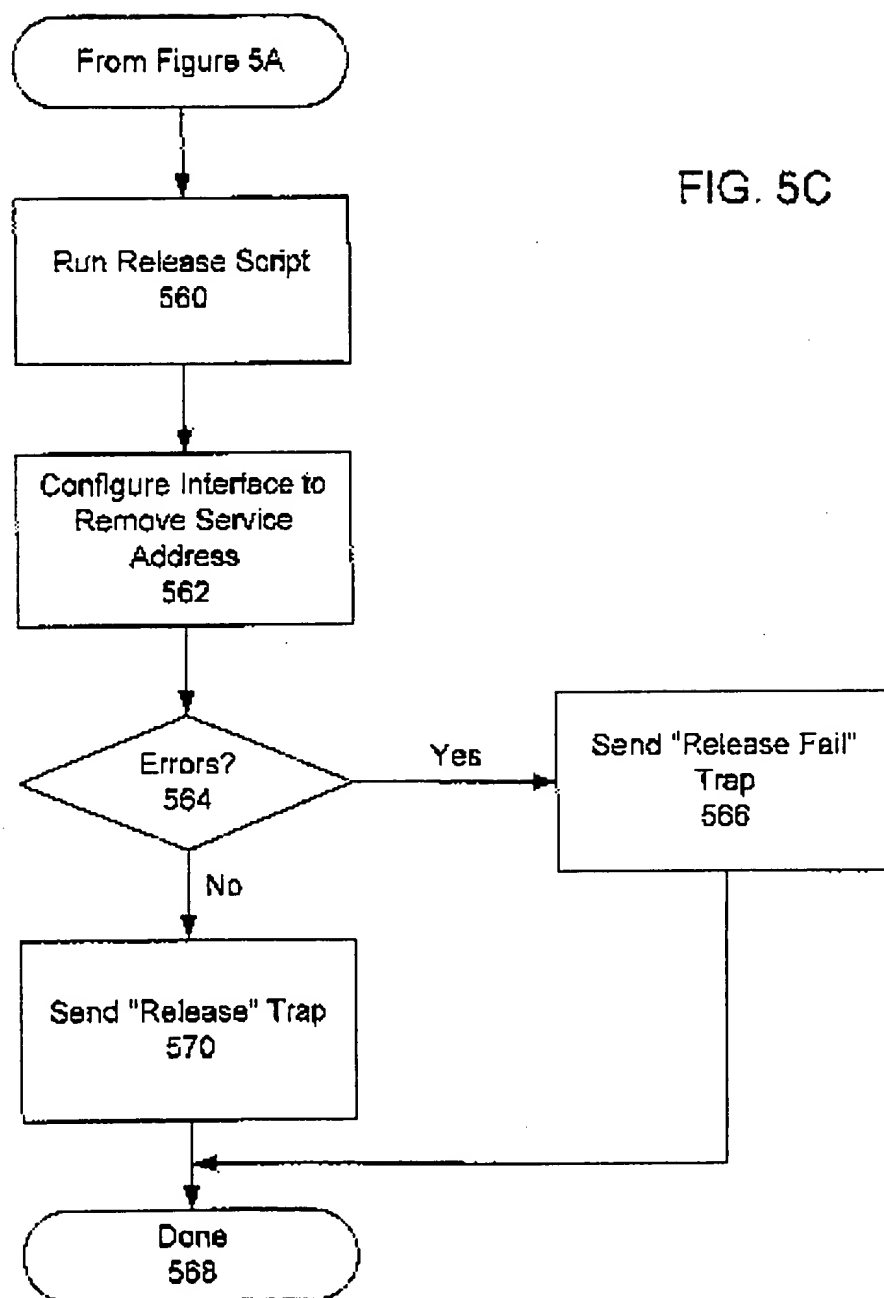 From Figure 5A
FIG. 5C
Run Release Script
560
Configure Interface to
Remove Service
Address
562
Errors?
564
Yes
Send "Release Fail"
Trap
566
No
Send "Release" Trap
570
Done
568